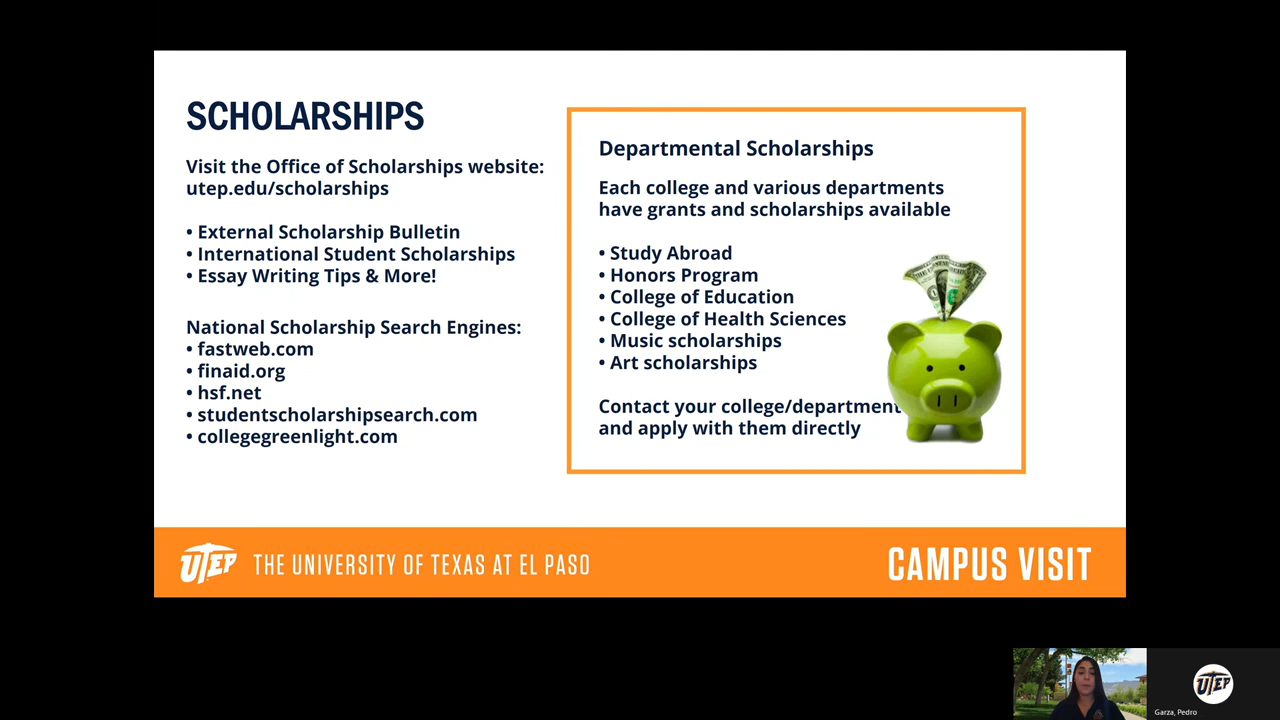 SCHOLARSHIPS
Visit the Office of Scholarships website:
utep.edu/scholarships
• External Scholarship Bulletin
• International Student Scholarships
• Essay Writing Tips & More!
National Scholarship Search Engines:
• fastweb.com
• finaid.org
• hsf.net
• studentscholarshipsearch.com
• collegegreenlight.com
Departmental Scholarships
Each college and various departments
have grants and scholarships available
• Study Abroad
• Honors Program
• College of Education
• College of Health Sciences
• Music scholarships
• Art scholarships
Contact your college/department
and apply with them directly
UTEP THE UNIVERSITY OF TEXAS AT EL PASO
CAMPUS VISIT
UTEP
Garza, Pedro